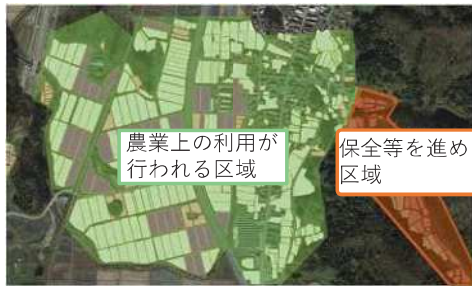 農業上の利用が
行われる区域
保全等を進め
区域